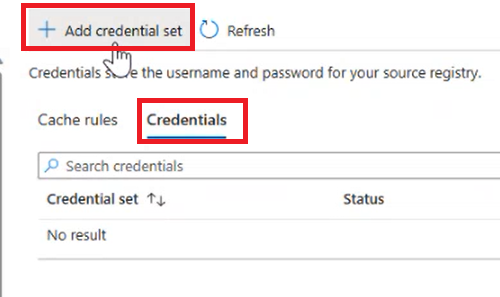 Add credential set Refresh
Credentials store the username and password for your source registry.
Cache rules Credentials
Search credentials
Credential set Status
No result